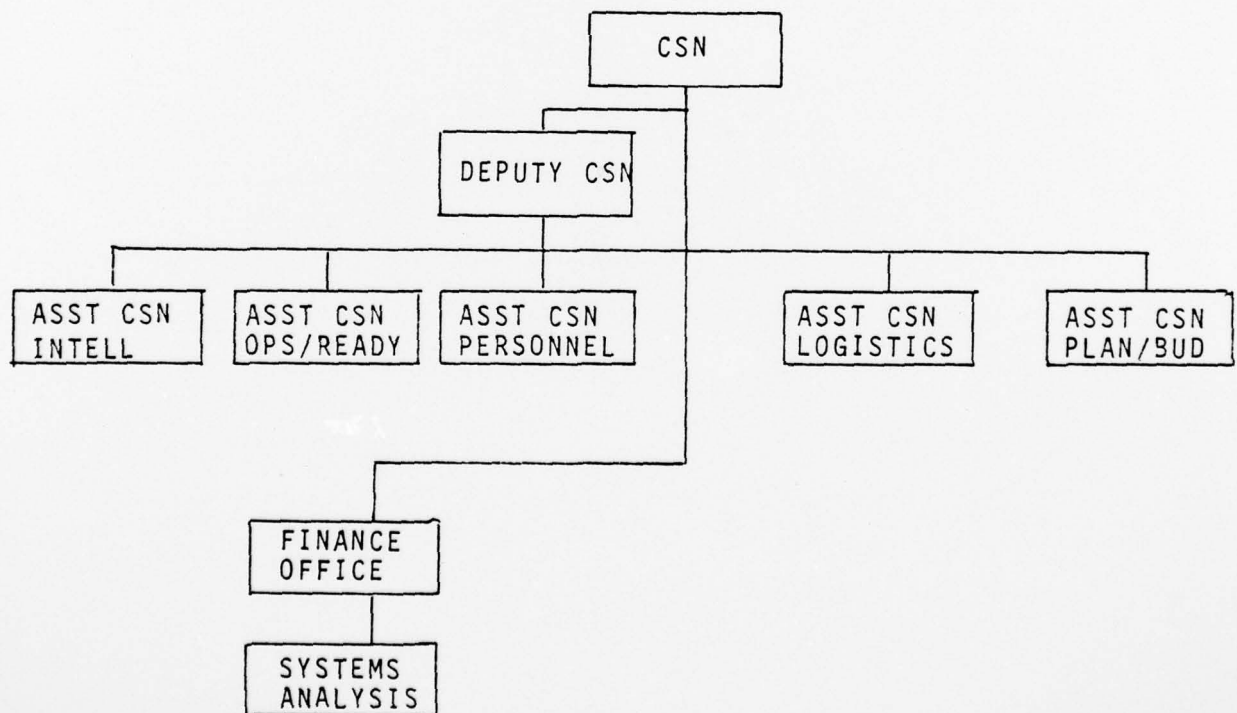 CSN
DEPUTY CSN
ASST CSN
INTELL
ASST CSN
OPS/READY
ASST CSN
PERSONNEL
ASST CSN
LOGISTICS
ASST CSN
PLAN/BUD
FINANCE
OFFICE
SYSTEMS
ANALYSIS